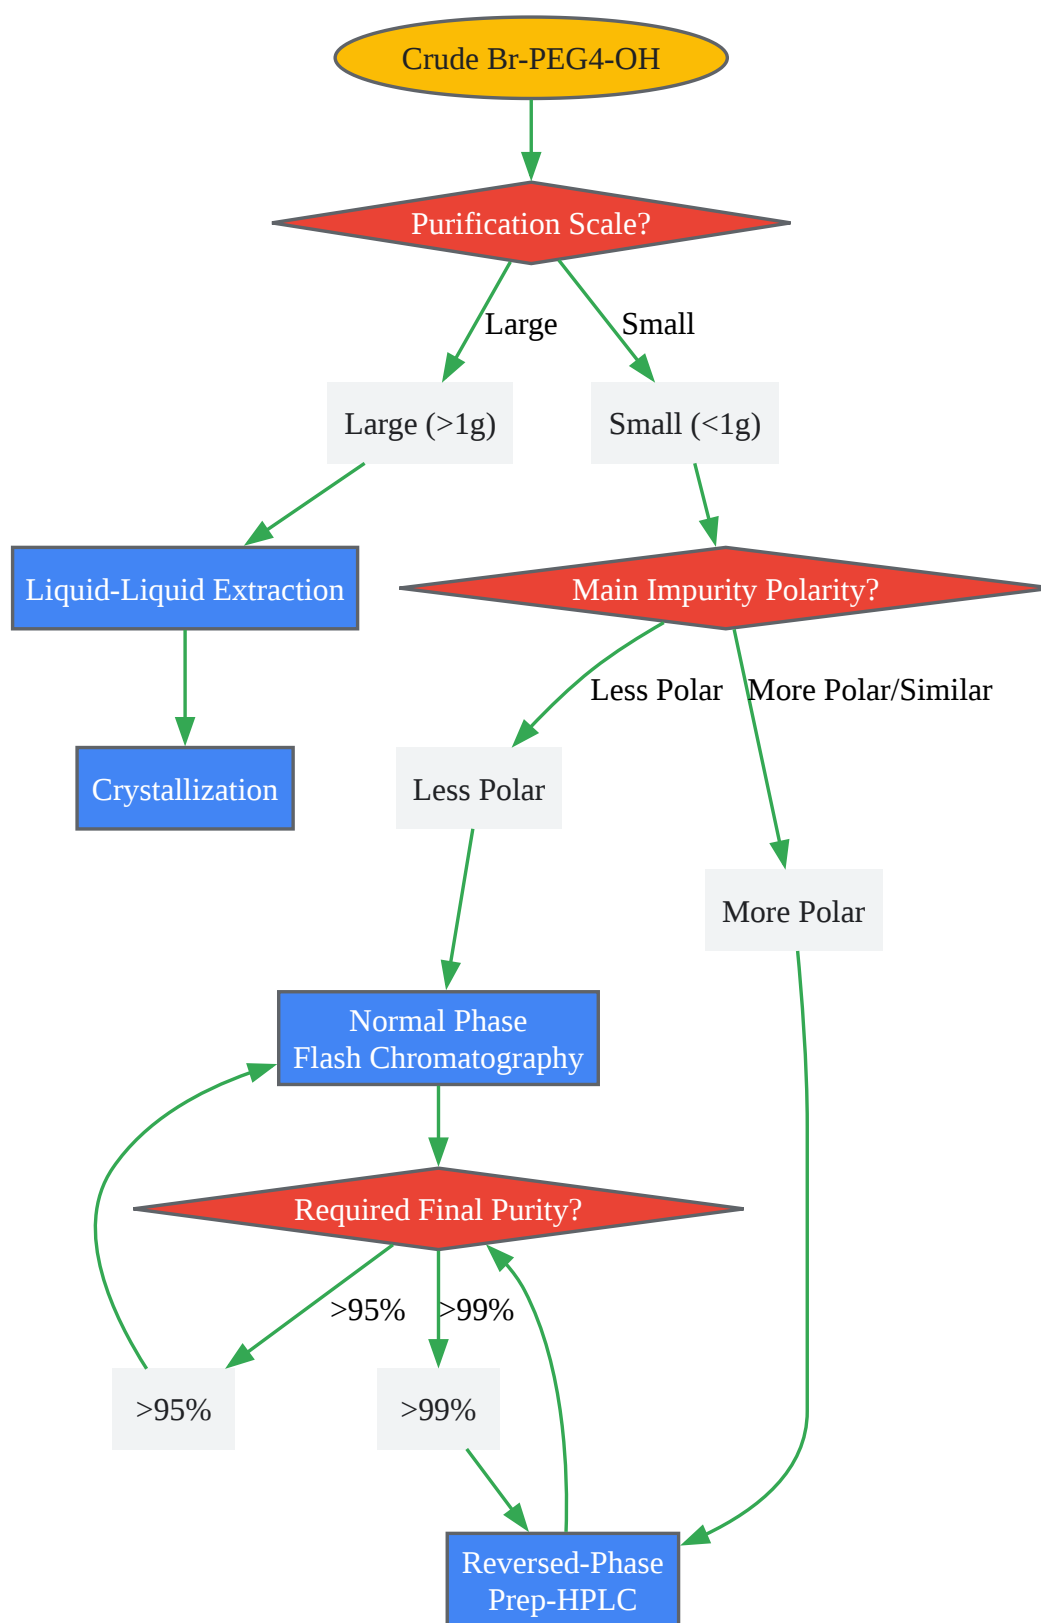 Crude Br-PEG4-OH
Purification Scale?
Large
Small
Large (>1g)
Small (<1g)
Liquid-Liquid Extraction
Main Impurity Polarity?
Less Polar
More Polar/Similar
Crystallization
Less Polar
More Polar
Normal Phase
Flash Chromatography
Required Final Purity?
>95%
>99%
>95%
>99%
Reversed-Phase
Prep-HPLC